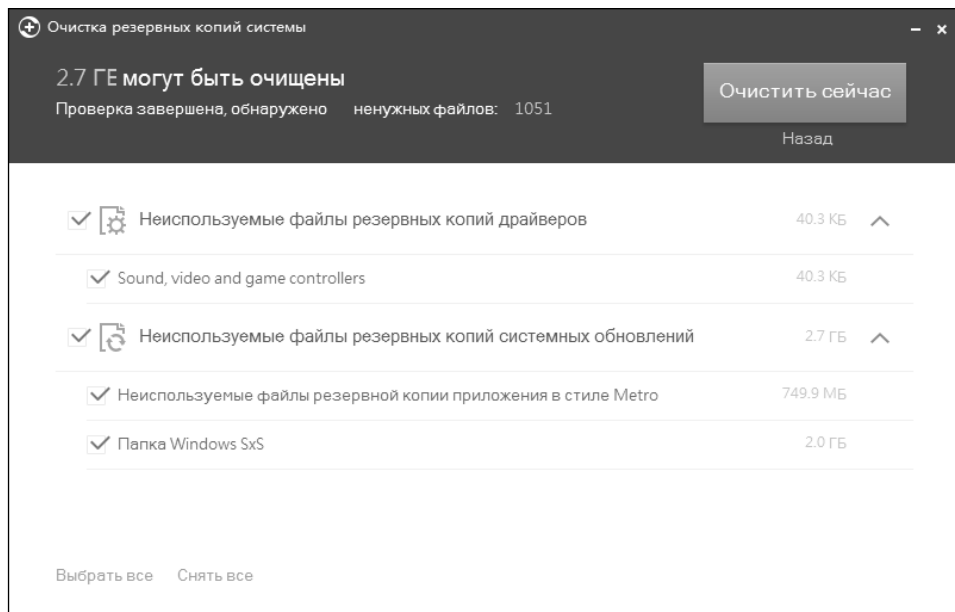 Очистка резервных копий системы
2.7 ГЕ могут быть очищены
Проверка завершена, обнаружено ненужных файлов: 1051
Очистить сейчас
Назад
Неиспользуемые файлы резервных копий драйверов 40.3 КБ
Sound, video and game controllers 40.3 КБ
Неиспользуемые файлы резервных копий системных обновлений 2.7 ГБ
Неиспользуемые файлы резервной копии приложения в стиле Metro 749.9 МБ
Папка Windows SxS 2.0 ГБ
Выбрать все Снять все